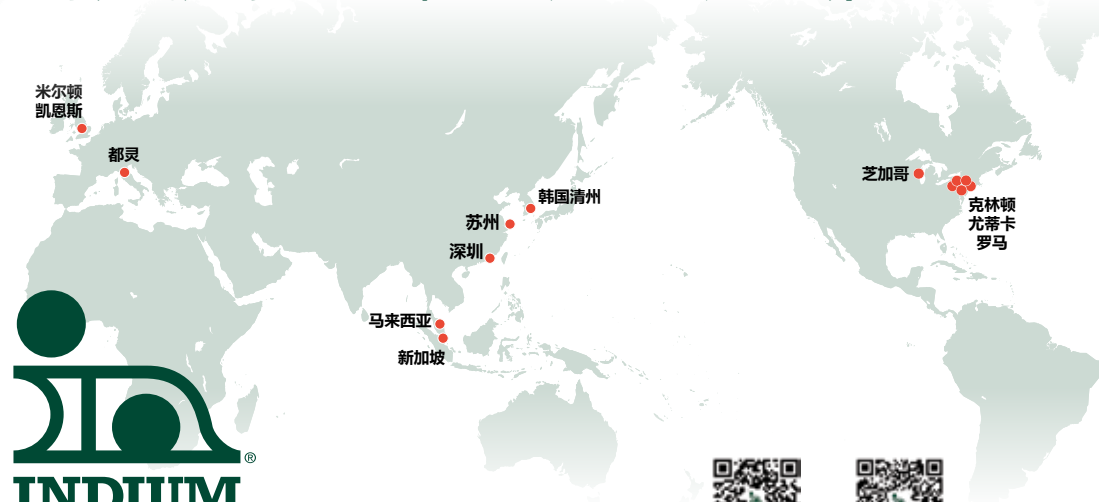 米尔顿
凯恩斯
都灵
韩国清州
苏州
深圳
马来西亚
新加坡
芝加哥
克林顿
尤蒂卡
罗马
®
INDIUM